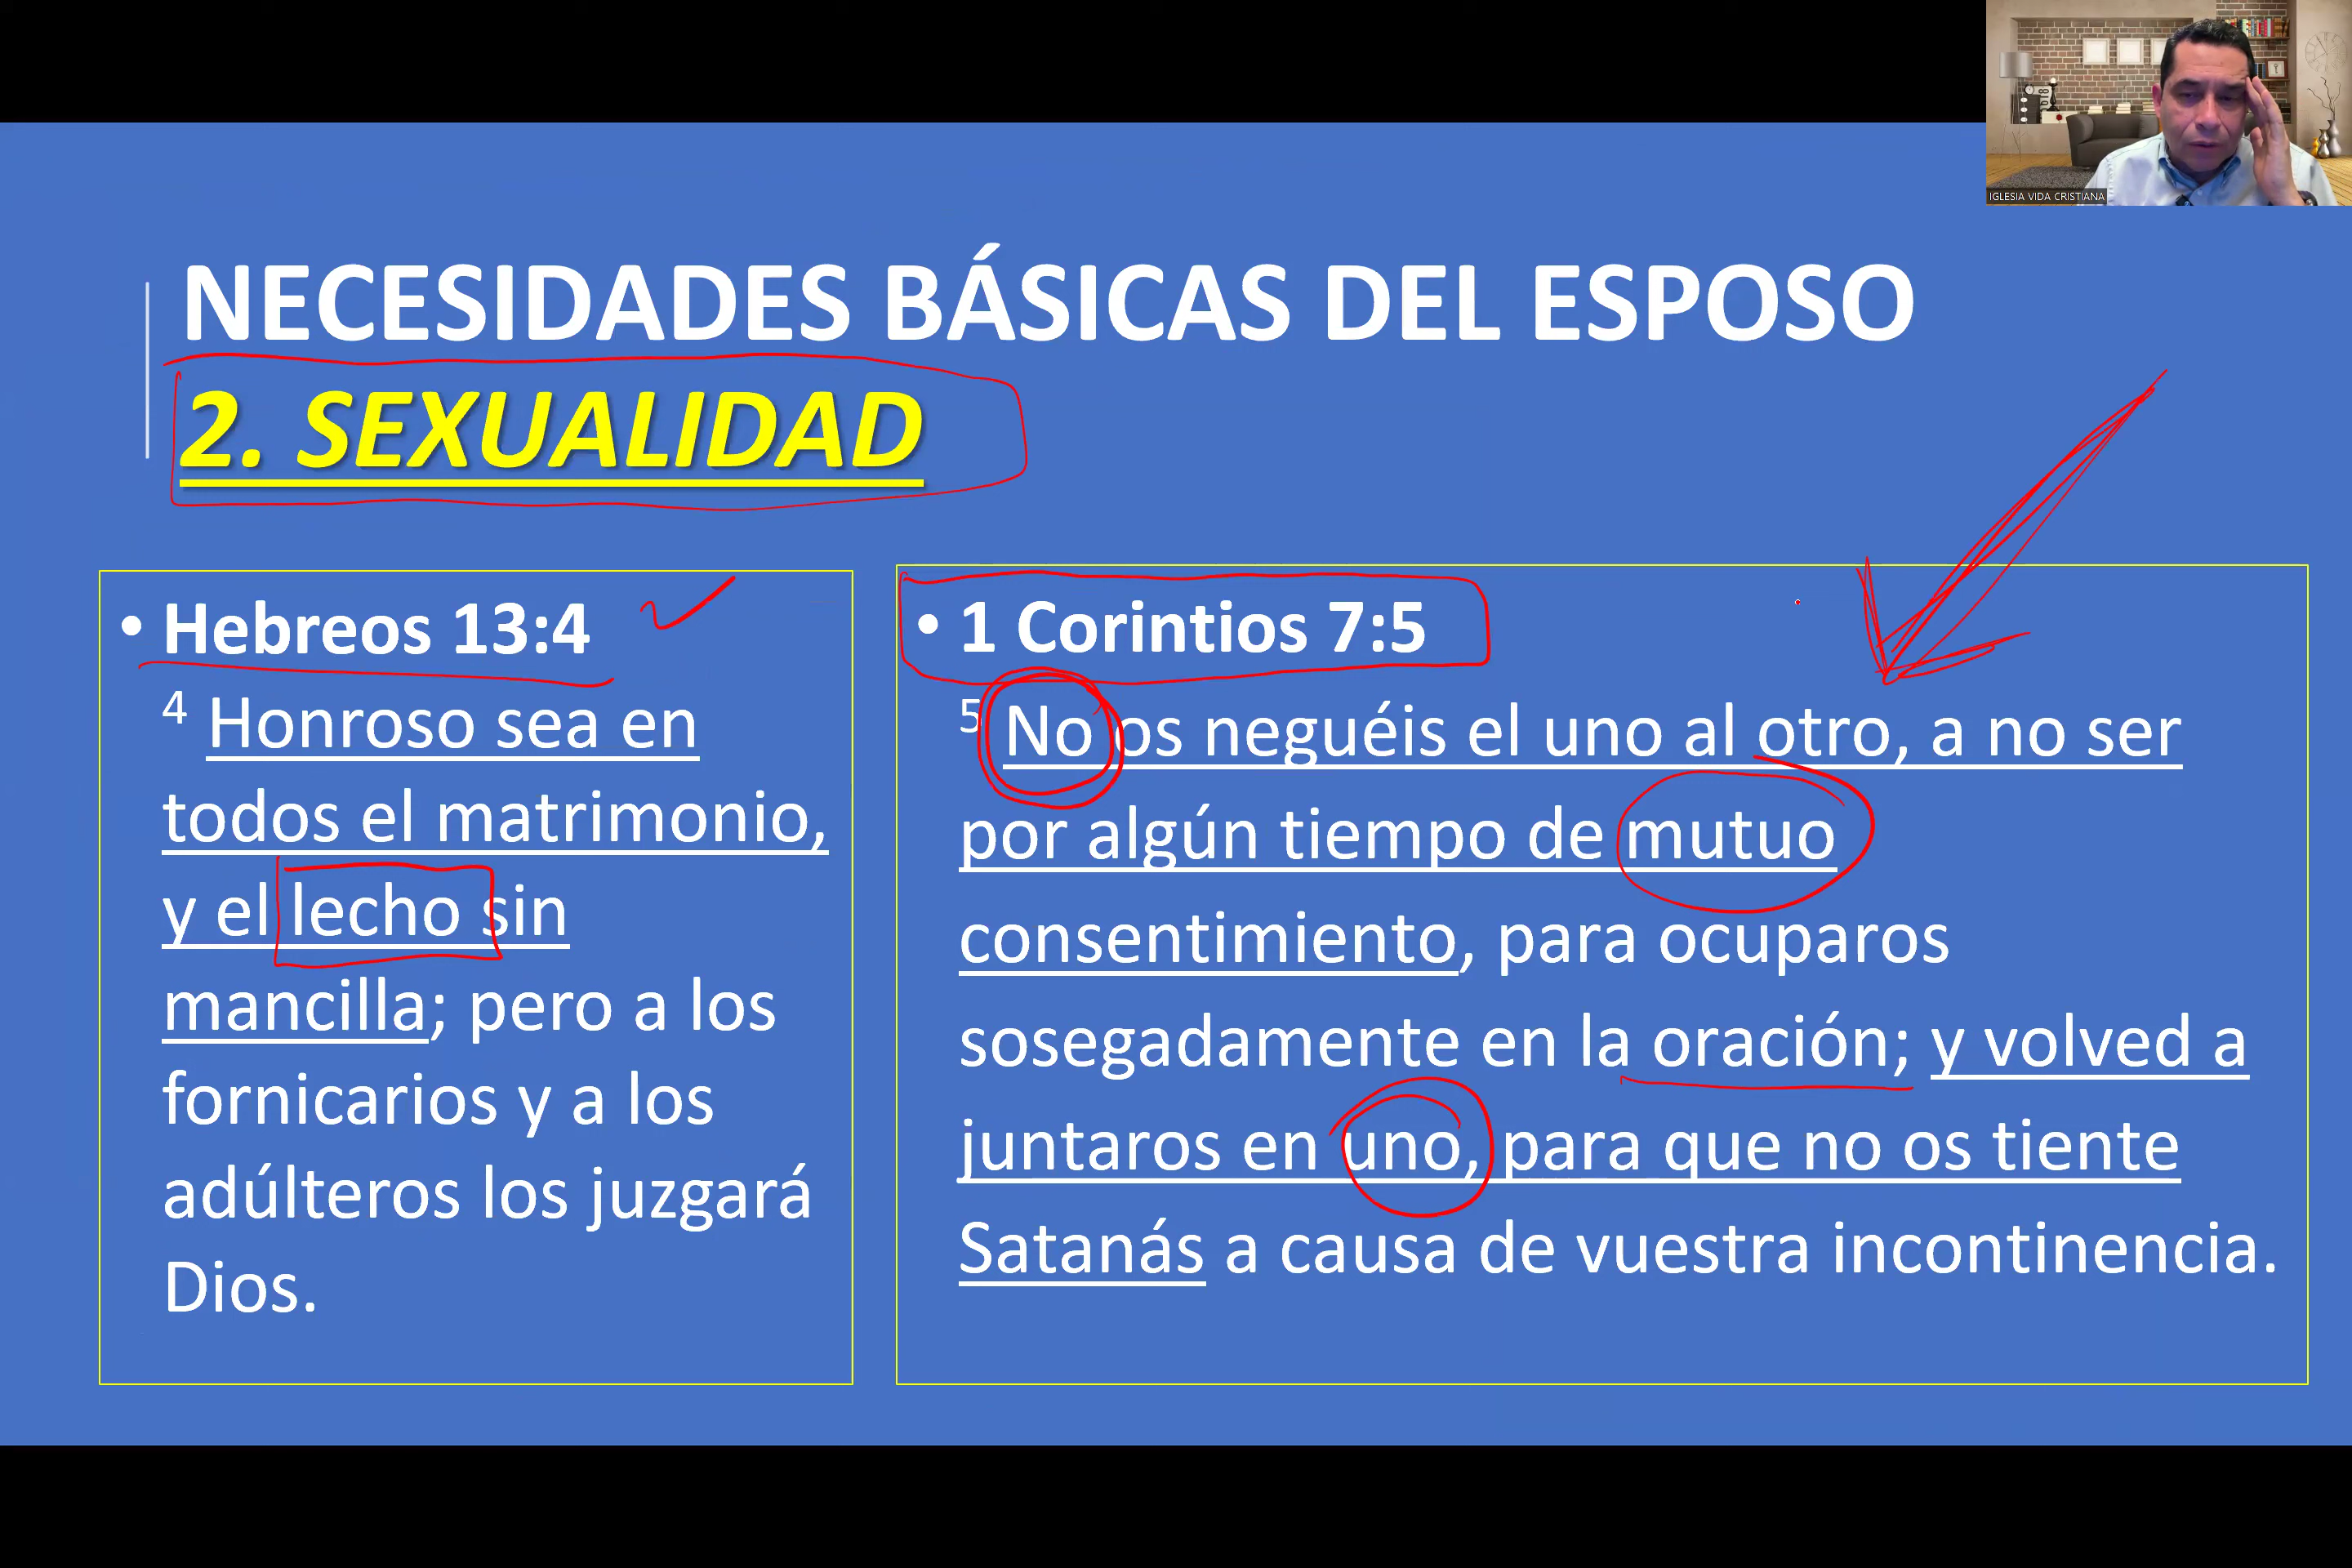 IGLESIA VIDA CRISTIANA
NECESIDADES BÁSICAS DEL ESPOSO
2. SEXUALIDAD
• Hebreos 13:4
4 Honroso sea en
todos el matrimonio,
y el lecho sin
mancilla; pero a los
fornicarios y a los
adúlteros los juzgará
Dios.
• 1 Corintios 7:5
5 No os neguéis el uno al otro, a no ser
por algún tiempo de mutuo
consentimiento, para ocuparos
sosegadamente en la oración; y volved a
juntaros en uno, para que no os tiente
Satanás a causa de vuestra incontinencia.